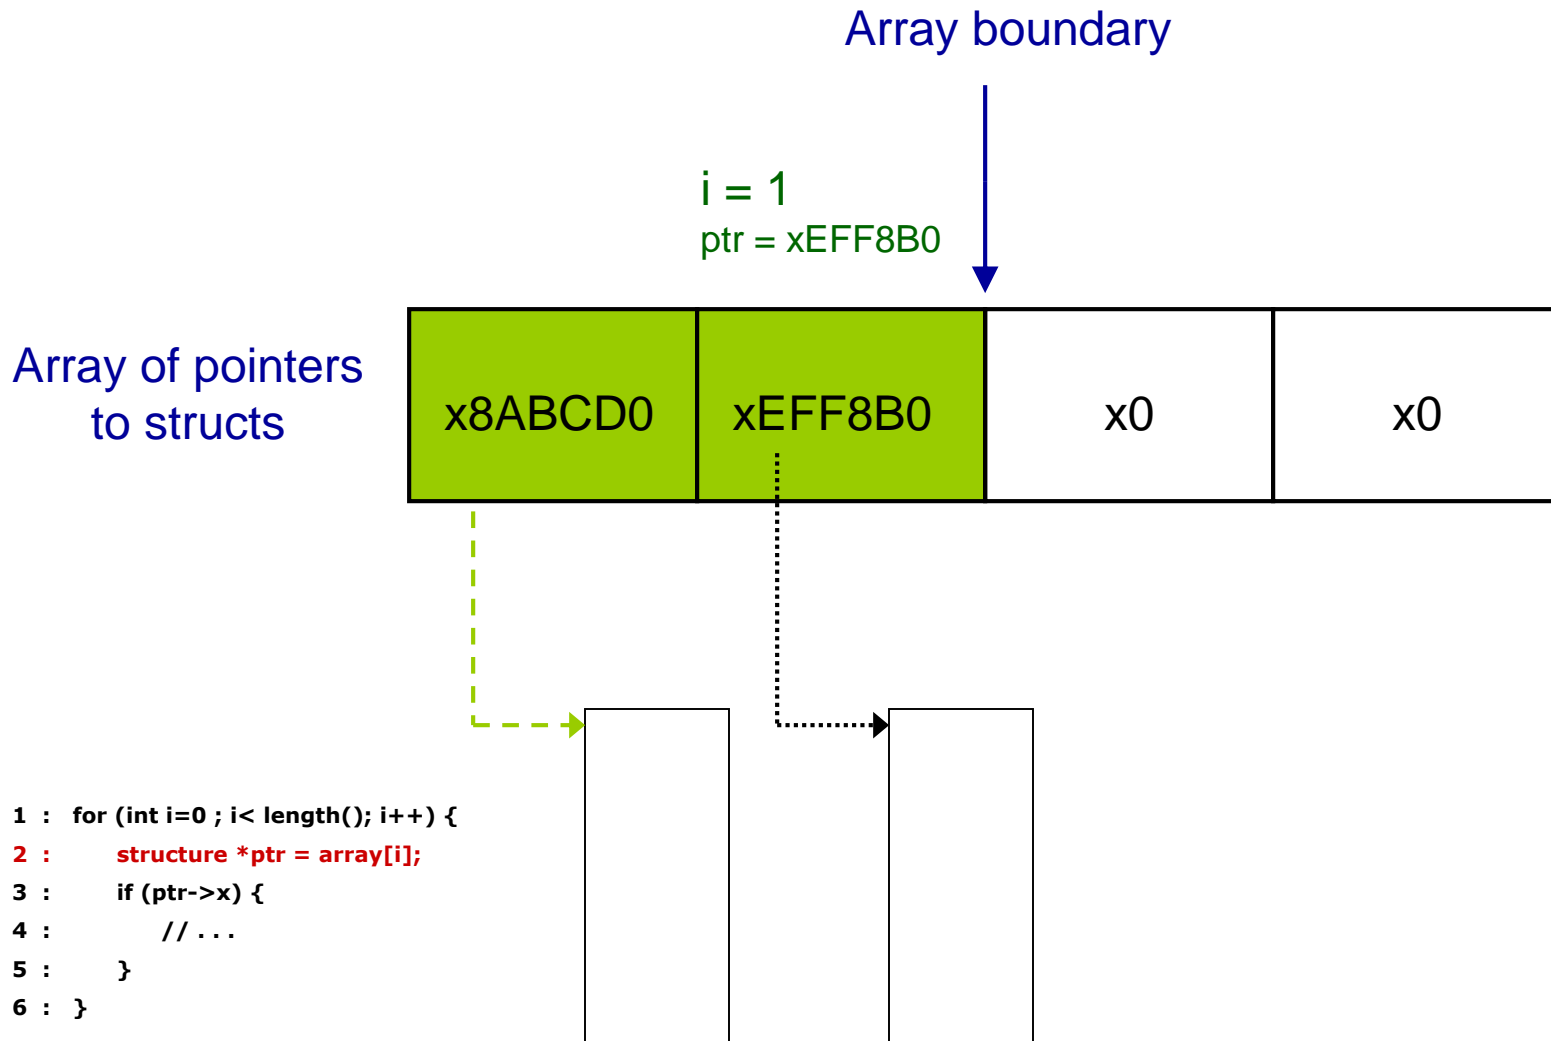 Array boundary
i = 1
ptr = xEFF8B0
Array of pointers
to structs
x8ABCD0 xEFF8B0 x0 x0
1 : for (int i=0 ; i< length(); i++) {
2 : structure *ptr = array[i];
3 : if (ptr->x) {
4 : // . . .
5 : }
6 : }